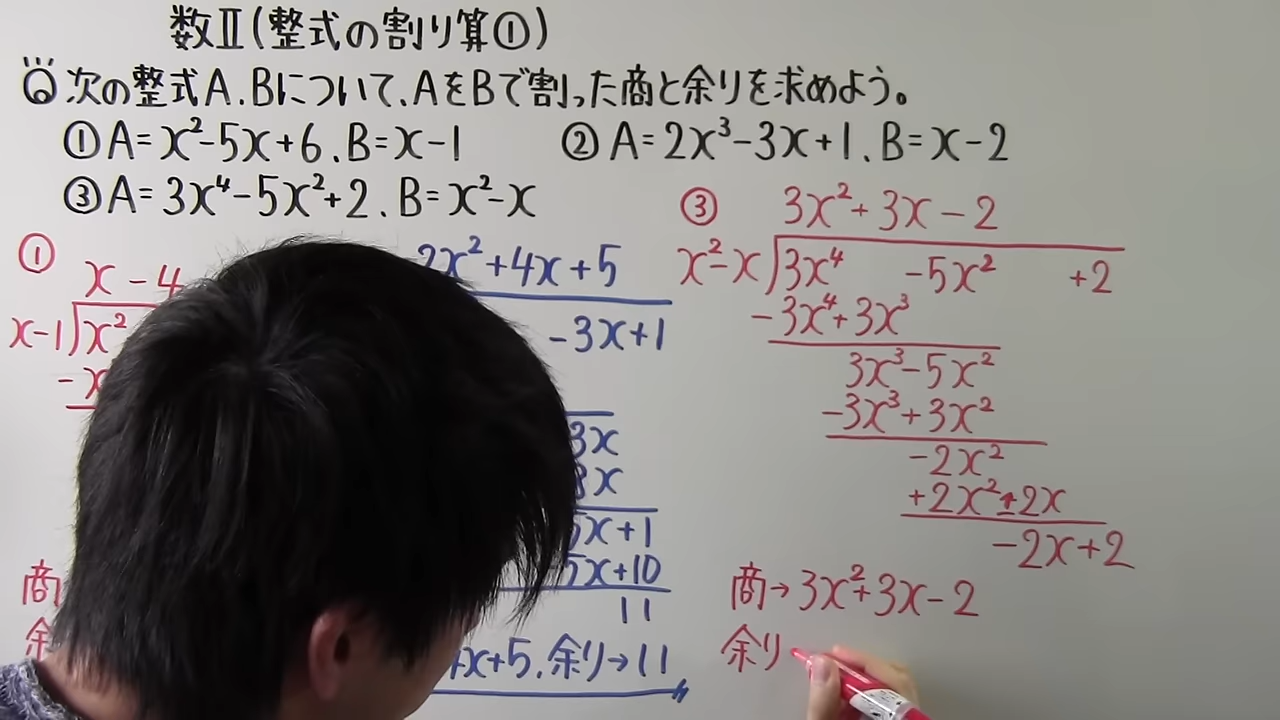 数Ⅱ(整式の割り算①)
Q 次の整式A.Bについて、AをBで割った商と余りを求めよう。
① A=x²-5x+6. B=x-1
② A=2x³-3x+1. B=x-2
③ A=3x⁴-5x²+2. B=x²-x
①
x-4
x-1)x²
-x
商
余
2x²+4x+5
-3x+1
3x
3x
5x+1
5x+10
11
x+5. 余り→11
③
3x²+3x-2
x²-x)3x⁴ -5x² +2
-3x⁴+3x³
3x³-5x²
-3x³+3x²
-2x²
+2x²±2x
-2x+2
商→3x²+3x-2
余り